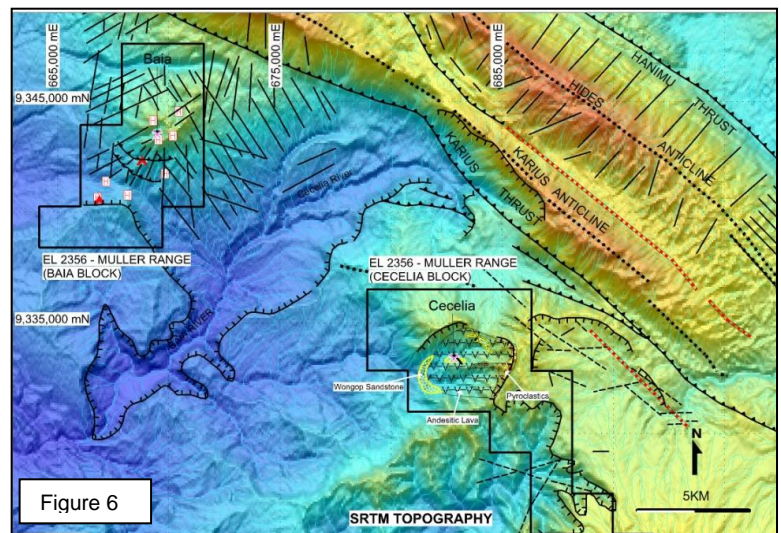 665,000 mE
675,000 mE
685,000 mE
9,345,000 mN
9,335,000 mN
Baia
HANIMU THRUST
HIDES ANTICLINE
KARIUS ANTICLINE
KARIUS THRUST
Cecelia River
EL 2356 - MULLER RANGE
(BAIA BLOCK)
EL 2356 - MULLER RANGE
(CECELIA BLOCK)
Cecelia
RIVER
Wongop Sandstone
Pyroclastics
Andesitic Lava
N
5KM
Figure 6
SRTM TOPOGRAPHY